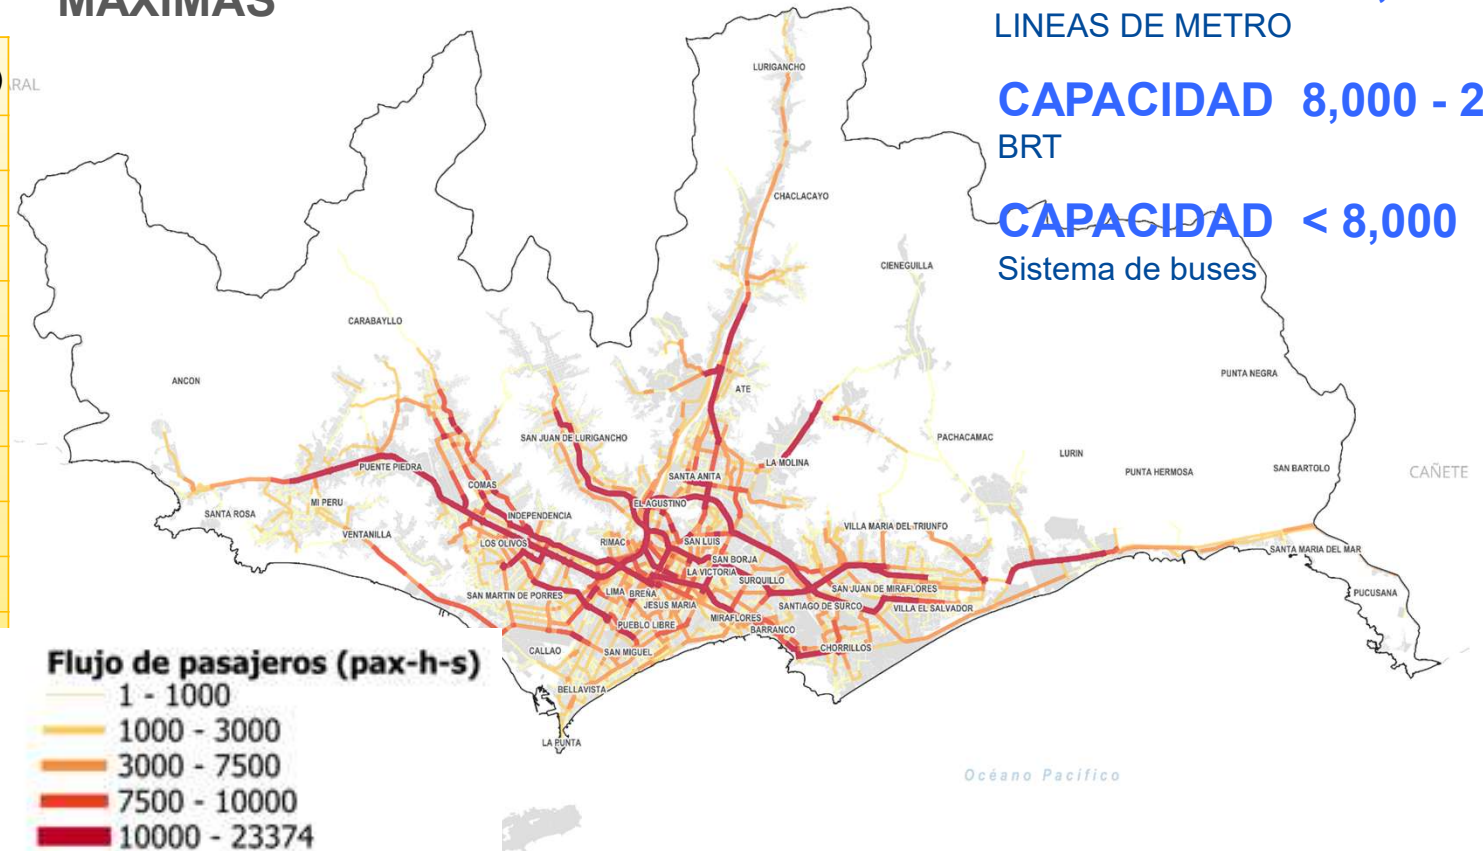 MÁXIMAS
LINEAS DE METRO
CAPACIDAD 8,000 - 2
BRT
CAPACIDAD < 8,000
Sistema de buses
RAL
LURIGANCHO
CHACLACAYO
CIENEGUILLA
CARABAYLLO
ANCON
ATE
PUNTA NEGRA
SAN JUAN DE LURIGANCHO
PACHACAMAC
LURIN
PUENTE PIEDRA
LA MOLINA
PUNTA HERMOSA
SAN BARTOLO
CAÑETE
COMAS
SANTA ANITA
MI PERU
EL AGUSTINO
SANTA ROSA
INDEPENDENCIA
VILLA MARIA DEL TRIUNFO
VENTANILLA
LOS OLIVOS
RIMAC
SAN LUIS
SANTA MARIA DEL MAR
SAN BORJA
LA VICTORIA
SURQUILLO
SAN JUAN DE MIRAFLORES
PUCUSANA
SAN MARTIN DE PORRES
LIMA
BREÑA
JESUS MARIA
SANTIAGO DE SURCO
VILLA EL SALVADOR
PUEBLO LIBRE
MIRAFLORES
BARRANCO
CALLAO
SAN MIGUEL
CHORRILLOS
BELLAVISTA
LA PUNTA
Océano Pacífico
Flujo de pasajeros (pax-h-s)
1 - 1000
1000 - 3000
3000 - 7500
7500 - 10000
10000 - 23374